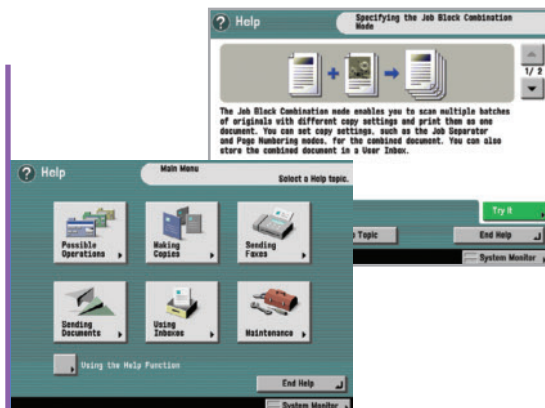 ? Help
Specifying the Job Block Combination
Mode
1/ 2
The Job Block Combination mode enables you to scan multiple batches
of originals with different copy settings and print them as one
document. You can set copy settings, such as the Job Separator
and Page Numbering modes, for the combined document. You can also
store the combined document in a User Inbox.
Try It
Topic
End Help
System Monitor
? Help
Main Menu
Select a Help topic.
Possible
Operations
Making
Copies
Sending
Faxes
Sending
Documents
Using
Inboxes
Maintenance
Using the Help Function
End Help
System Monitor